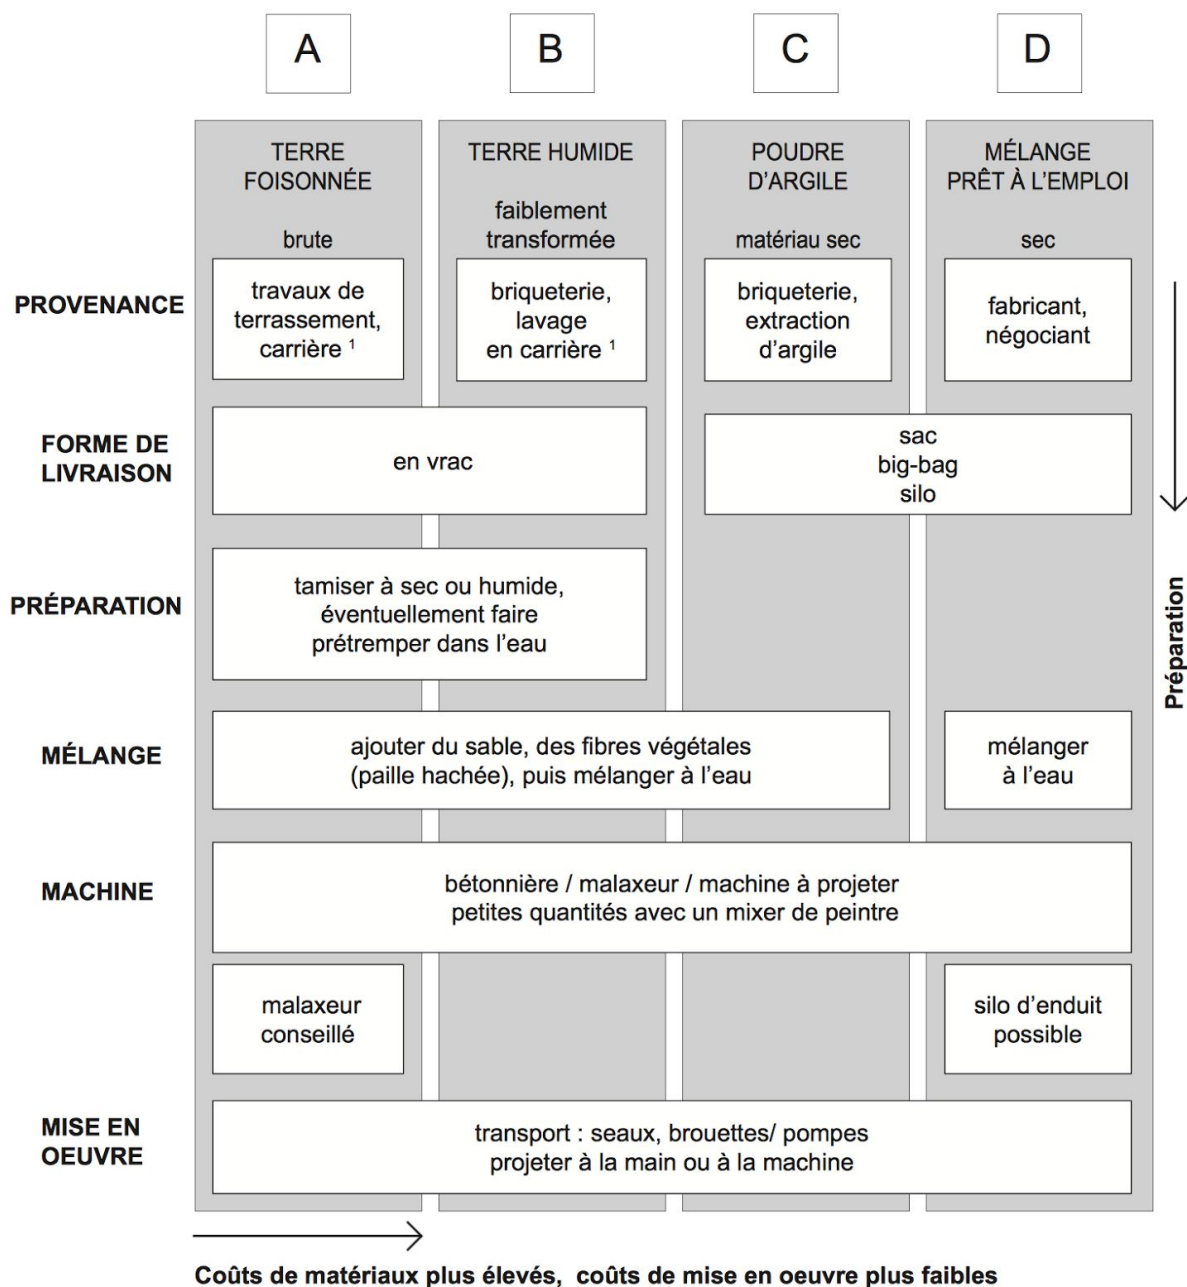 A
B
C
D
TERRE
FOISONNÉE
brute
TERRE HUMIDE
faiblement
transformée
POUDRE
D’ARGILE
matériau sec
MÉLANGE
PRÊT À L’EMPLOI
sec
PROVENANCE
travaux de
terrassement,
carrière ¹
briqueterie,
lavage
en carrière ¹
briqueterie,
extraction
d’argile
fabricant,
négociant
FORME DE
LIVRAISON
en vrac
sac
big-bag
silo
PRÉPARATION
tamiser à sec ou humide,
éventuellement faire
prétremper dans l’eau
Préparation
MÉLANGE
ajouter du sable, des fibres végétales
(paille hachée), puis mélanger à l’eau
mélanger
à l’eau
MACHINE
bétonnière / malaxeur / machine à projeter
petites quantités avec un mixer de peintre
malaxeur
conseillé
silo d’enduit
possible
MISE EN
OEUVRE
transport : seaux, brouettes/ pompes
projeter à la main ou à la machine
Coûts de matériaux plus élevés, coûts de mise en oeuvre plus faibles